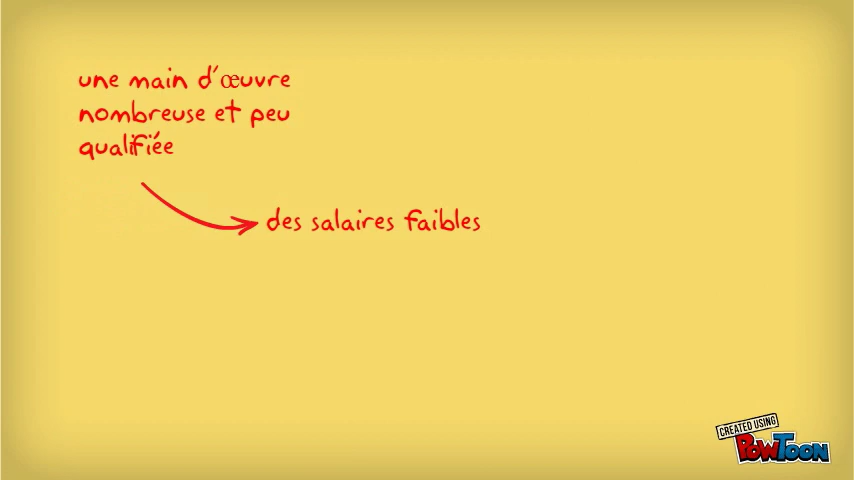 une main d'œuvre
nombreuse et peu
qualifiée
des salaires faibles
CREATED USING
POWTOON